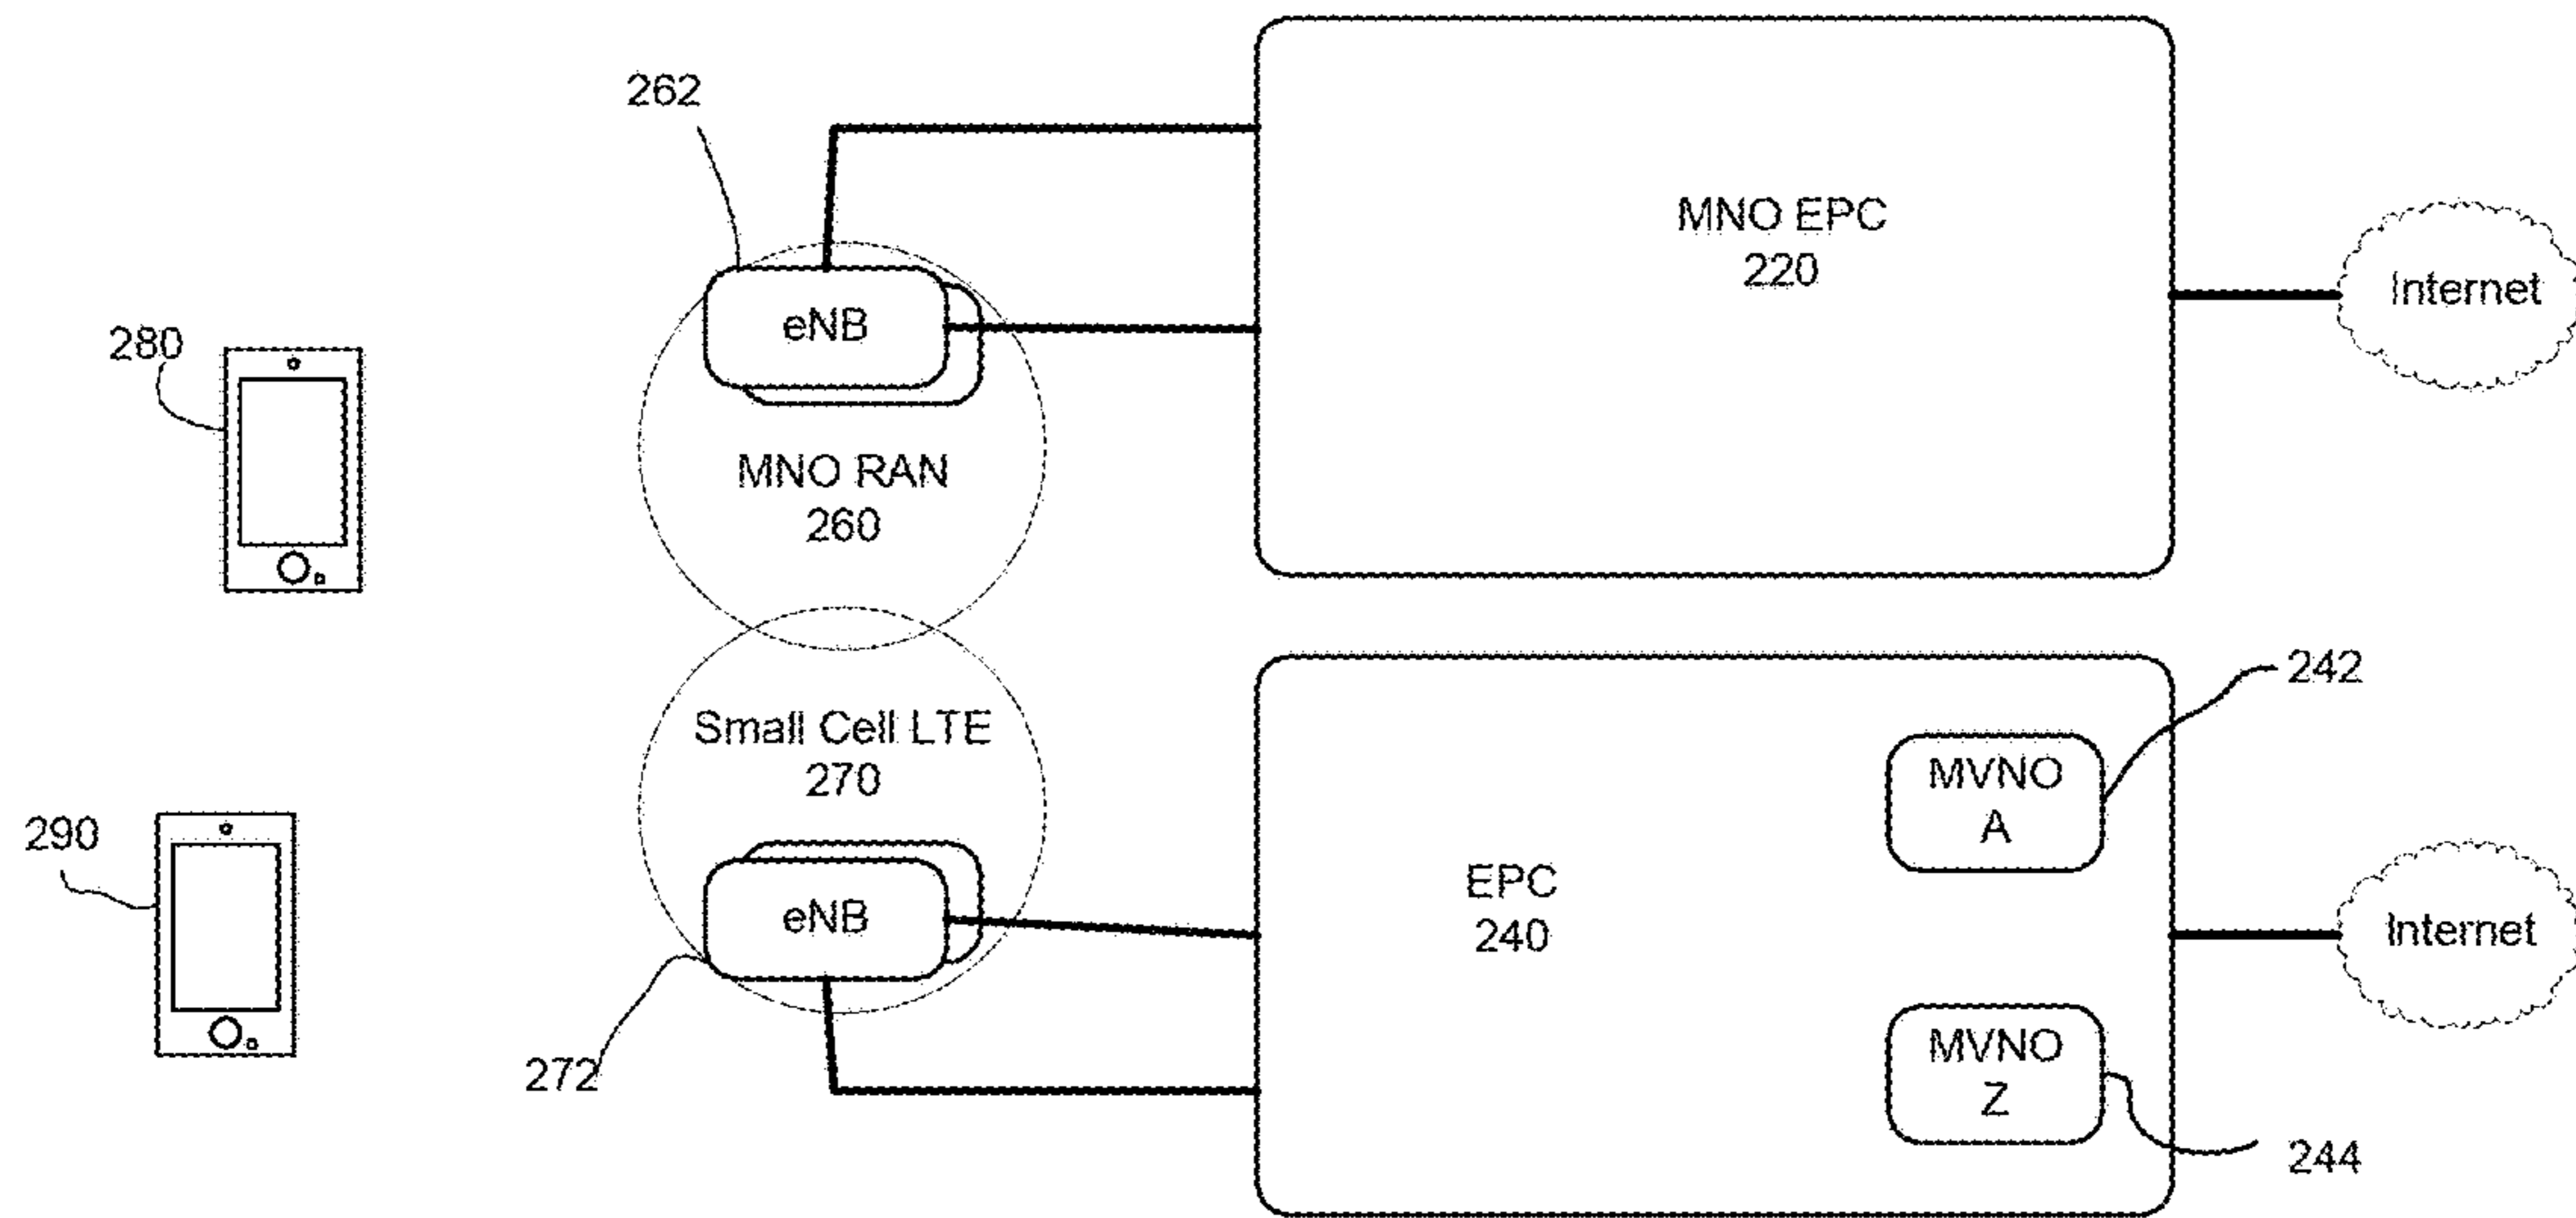 262
MNO EPC
220
Internet
eNB
280
MNO RAN
260
242
Small Cell LTE
270
MVNO
A
290
EPC
240
eNB
Internet
MVNO
Z
272
244